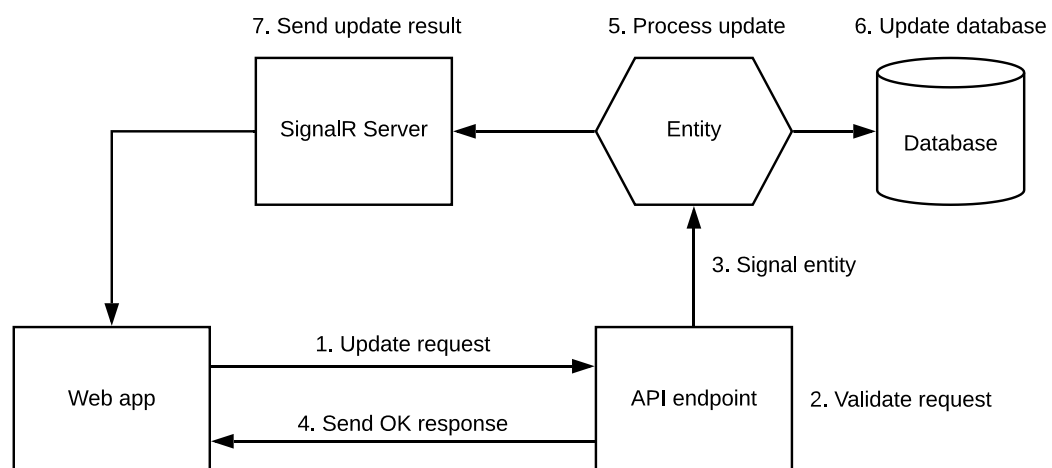 7. Send update result
5. Process update
6. Update database
SignalR Server
Entity
Database
3. Signal entity
1. Update request
Web app
API endpoint
2. Validate request
4. Send OK response